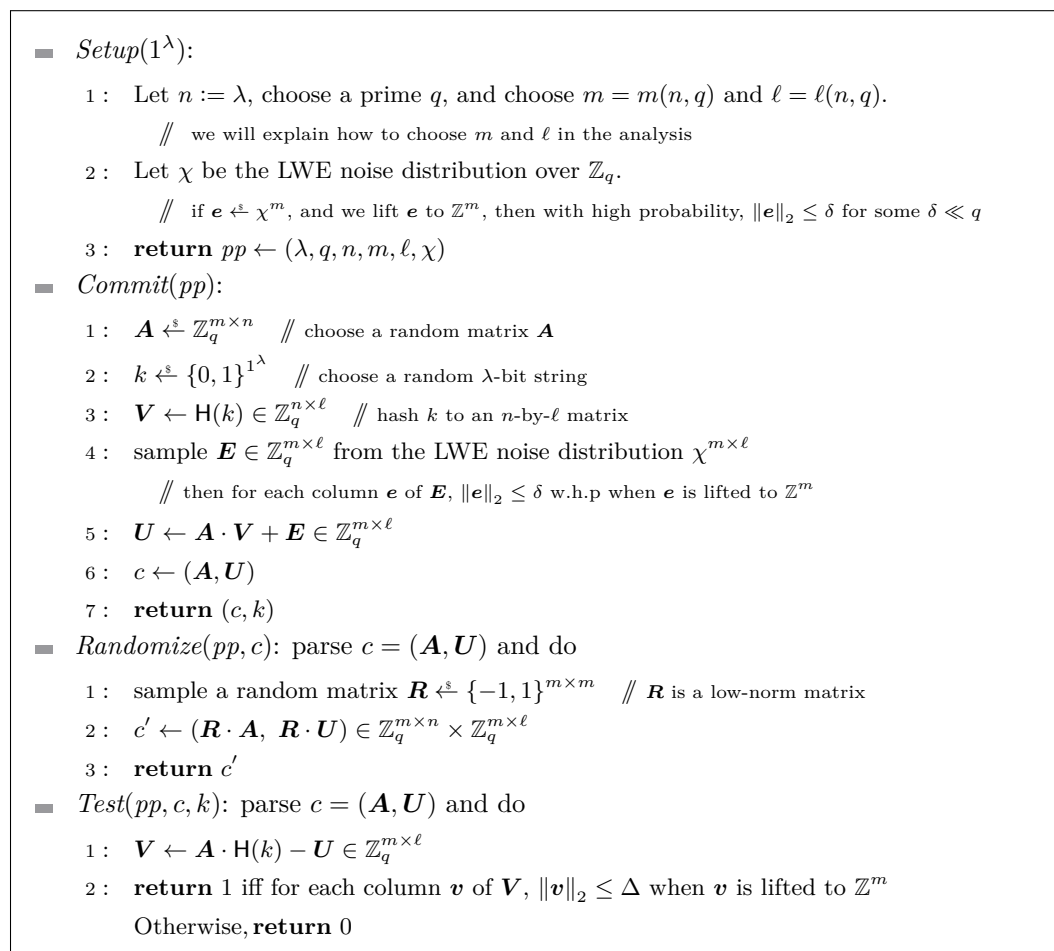 Setup(1^λ):
1 : Let n := λ, choose a prime q, and choose m = m(n, q) and ℓ = ℓ(n, q).
// we will explain how to choose m and ℓ in the analysis
2 : Let χ be the LWE noise distribution over ℤ_q.
// if e ←$ χ^m, and we lift e to ℤ^m, then with high probability, ‖e‖_2 ≤ δ for some δ ≪ q
3 : return pp ← (λ, q, n, m, ℓ, χ)
Commit(pp):
1 : A ←$ ℤ_q^{m×n} // choose a random matrix A
2 : k ←$ {0, 1}^{1^λ} // choose a random λ-bit string
3 : V ← H(k) ∈ ℤ_q^{n×ℓ} // hash k to an n-by-ℓ matrix
4 : sample E ∈ ℤ_q^{m×ℓ} from the LWE noise distribution χ^{m×ℓ}
// then for each column e of E, ‖e‖_2 ≤ δ w.h.p when e is lifted to ℤ^m
5 : U ← A · V + E ∈ ℤ_q^{m×ℓ}
6 : c ← (A, U)
7 : return (c, k)
Randomize(pp, c): parse c = (A, U) and do
1 : sample a random matrix R ←$ {−1, 1}^{m×m} // R is a low-norm matrix
2 : c′ ← (R · A, R · U) ∈ ℤ_q^{m×n} × ℤ_q^{m×ℓ}
3 : return c′
Test(pp, c, k): parse c = (A, U) and do
1 : V ← A · H(k) − U ∈ ℤ_q^{m×ℓ}
2 : return 1 iff for each column v of V, ‖v‖_2 ≤ Δ when v is lifted to ℤ^m
Otherwise, return 0